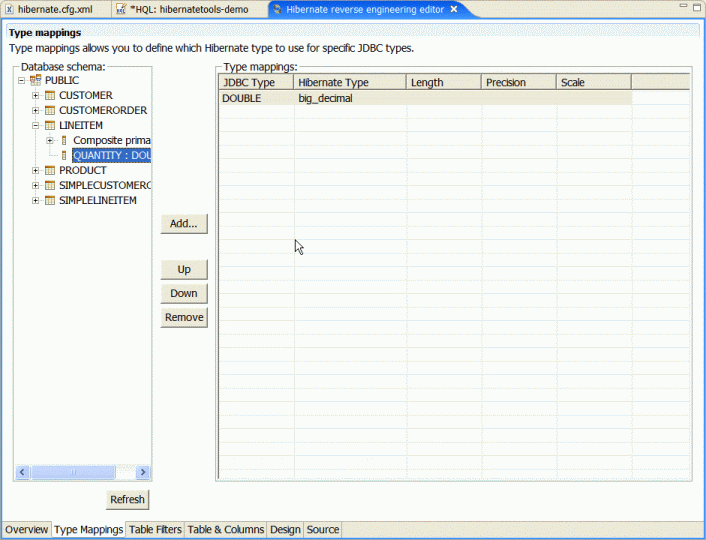 hibernate.cfg.xml *HQL: hibernatetools-demo Hibernate reverse engineering editor
Type mappings
Type mappings allows you to define which Hibernate type to use for specific JDBC types.
Database schema:
PUBLIC
CUSTOMER
CUSTOMERORDER
LINEITEM
Composite prima
QUANTITY : DOU
PRODUCT
SIMPLECUSTOMERO
SIMPLELINEITEM
Add...
Up
Down
Remove
Type mappings:
JDBC Type Hibernate Type Length Precision Scale
DOUBLE big_decimal
Refresh
Overview Type Mappings Table Filters Table & Columns Design Source